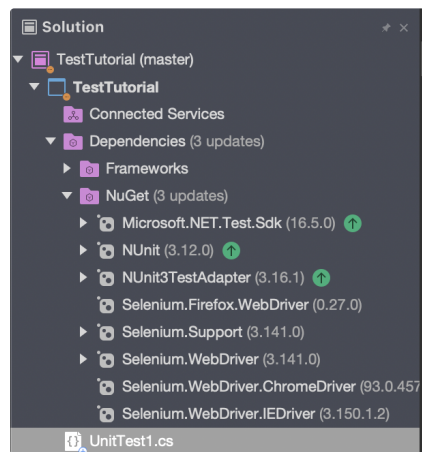 Solution
TestTutorial (master)
TestTutorial
Connected Services
Dependencies (3 updates)
Frameworks
NuGet (3 updates)
Microsoft.NET.Test.Sdk (16.5.0)
NUnit (3.12.0)
NUnit3TestAdapter (3.16.1)
Selenium.Firefox.WebDriver (0.27.0)
Selenium.Support (3.141.0)
Selenium.WebDriver (3.141.0)
Selenium.WebDriver.ChromeDriver (93.0.457
Selenium.WebDriver.IEDriver (3.150.1.2)
UnitTest1.cs